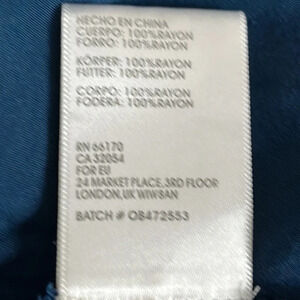 HECHO EN CHINA
CUERPO: 100%RAYON
FORRO: 100%RAYON
KÖRPER: 100%RAYON
FUTTER: 100%RAYON
CORPO: 100%RAYON
FODERA: 100%RAYON
RN 66170
CA 32054
FOR EU
24 MARKET PLACE, 3RD FLOOR
LONDON, UK W1W8AN
BATCH # OB472553